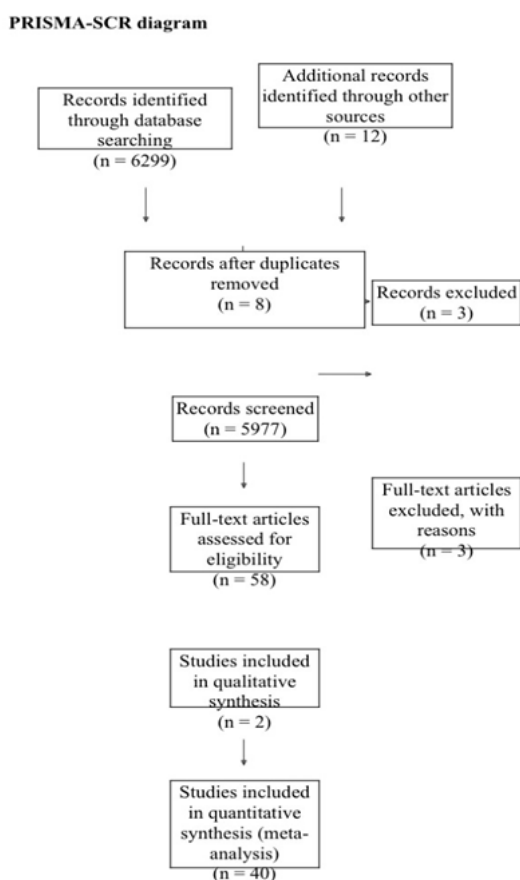 PRISMA-SCR diagram
Records identified
through database
searching
(n = 6299)
Additional records
identified through other
sources
(n = 12)
Records after duplicates
removed
(n = 8)
Records excluded
(n = 3)
Records screened
(n = 5977)
Full-text articles
assessed for
eligibility
(n = 58)
Full-text articles
excluded, with
reasons
(n = 3)
Studies included
in qualitative
synthesis
(n = 2)
Studies included
in quantitative
synthesis (meta-
analysis)
(n = 40)